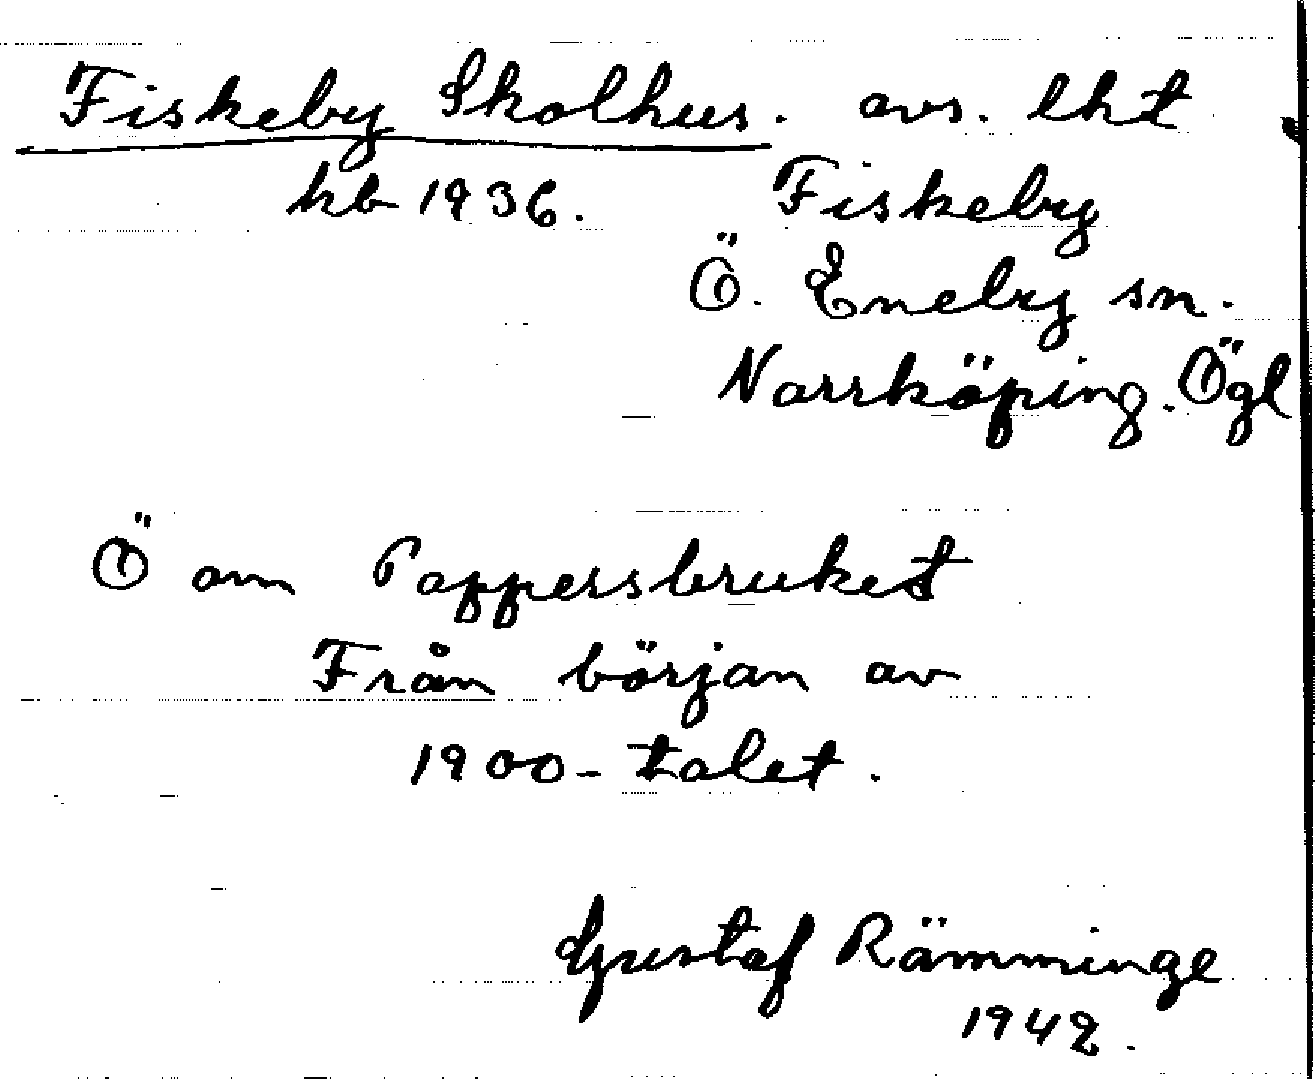 Fiskeby Skolhus. avs. lht
kb 1936. Fiskeby
Ö. Eneby sn.
Norrköping. Ögl
Ö om Pappersbruket
Från början av
1900-talet.
Gustaf Rämminge
1942.